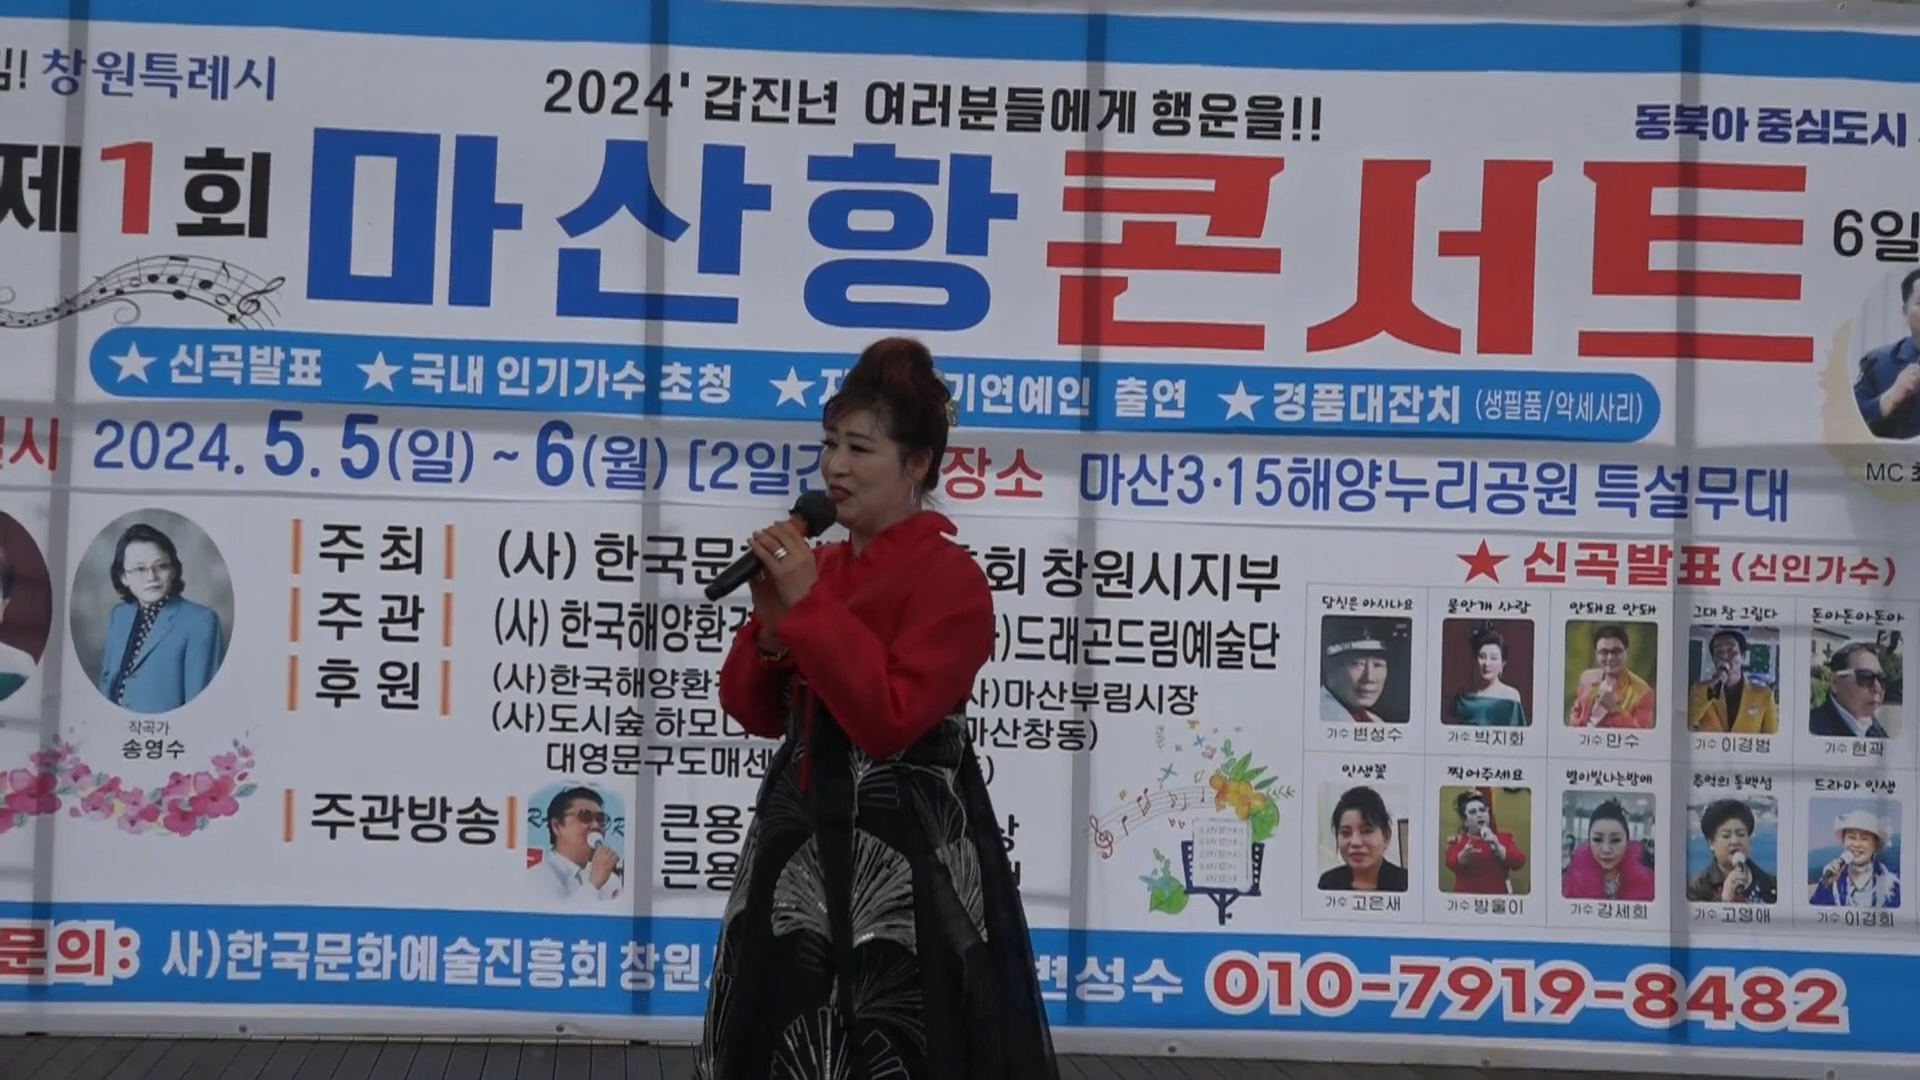 창원특례시
2024' 갑진년 여러분들에게 행운을!!
동북아 중심도시
제1회 마산항콘서트
6일
★신곡발표 ★국내 인기가수 초청 ★ 기연예인 출연 ★경품대잔치 (생필품/악세사리)
일시 2024. 5. 5(일) ~ 6(월) [2일간 장소 마산3·15해양누리공원 특설무대
MC 최
작곡가
송영수
주최 (사) 한국문 회 창원시지부
주관 (사) 한국해양환경 )드래곤드림예술단
후원 (사)한국해양환 사)마산부림시장
(사)도시숲 하모니 마산창동)
대영문구도매센
주관방송 큰용
큰용
★ 신곡발표 (신인가수)
당신은 아시나요 물안개 사랑 안돼요 안돼 그대 참 그립다 돈아돈아돈아
가수 변성수 가수 박지화 가수 만수 가수 이경범 가수 현곽
인생꽃 찍어주세요 별이빛나는밤에 추억의 동백섬 드라마 인생
가수 고은새 가수 방울이 가수 강세희 가수 고영애 가수 이경희
문의: 사)한국문화예술진흥회 창원 변성수 010-7919-8482